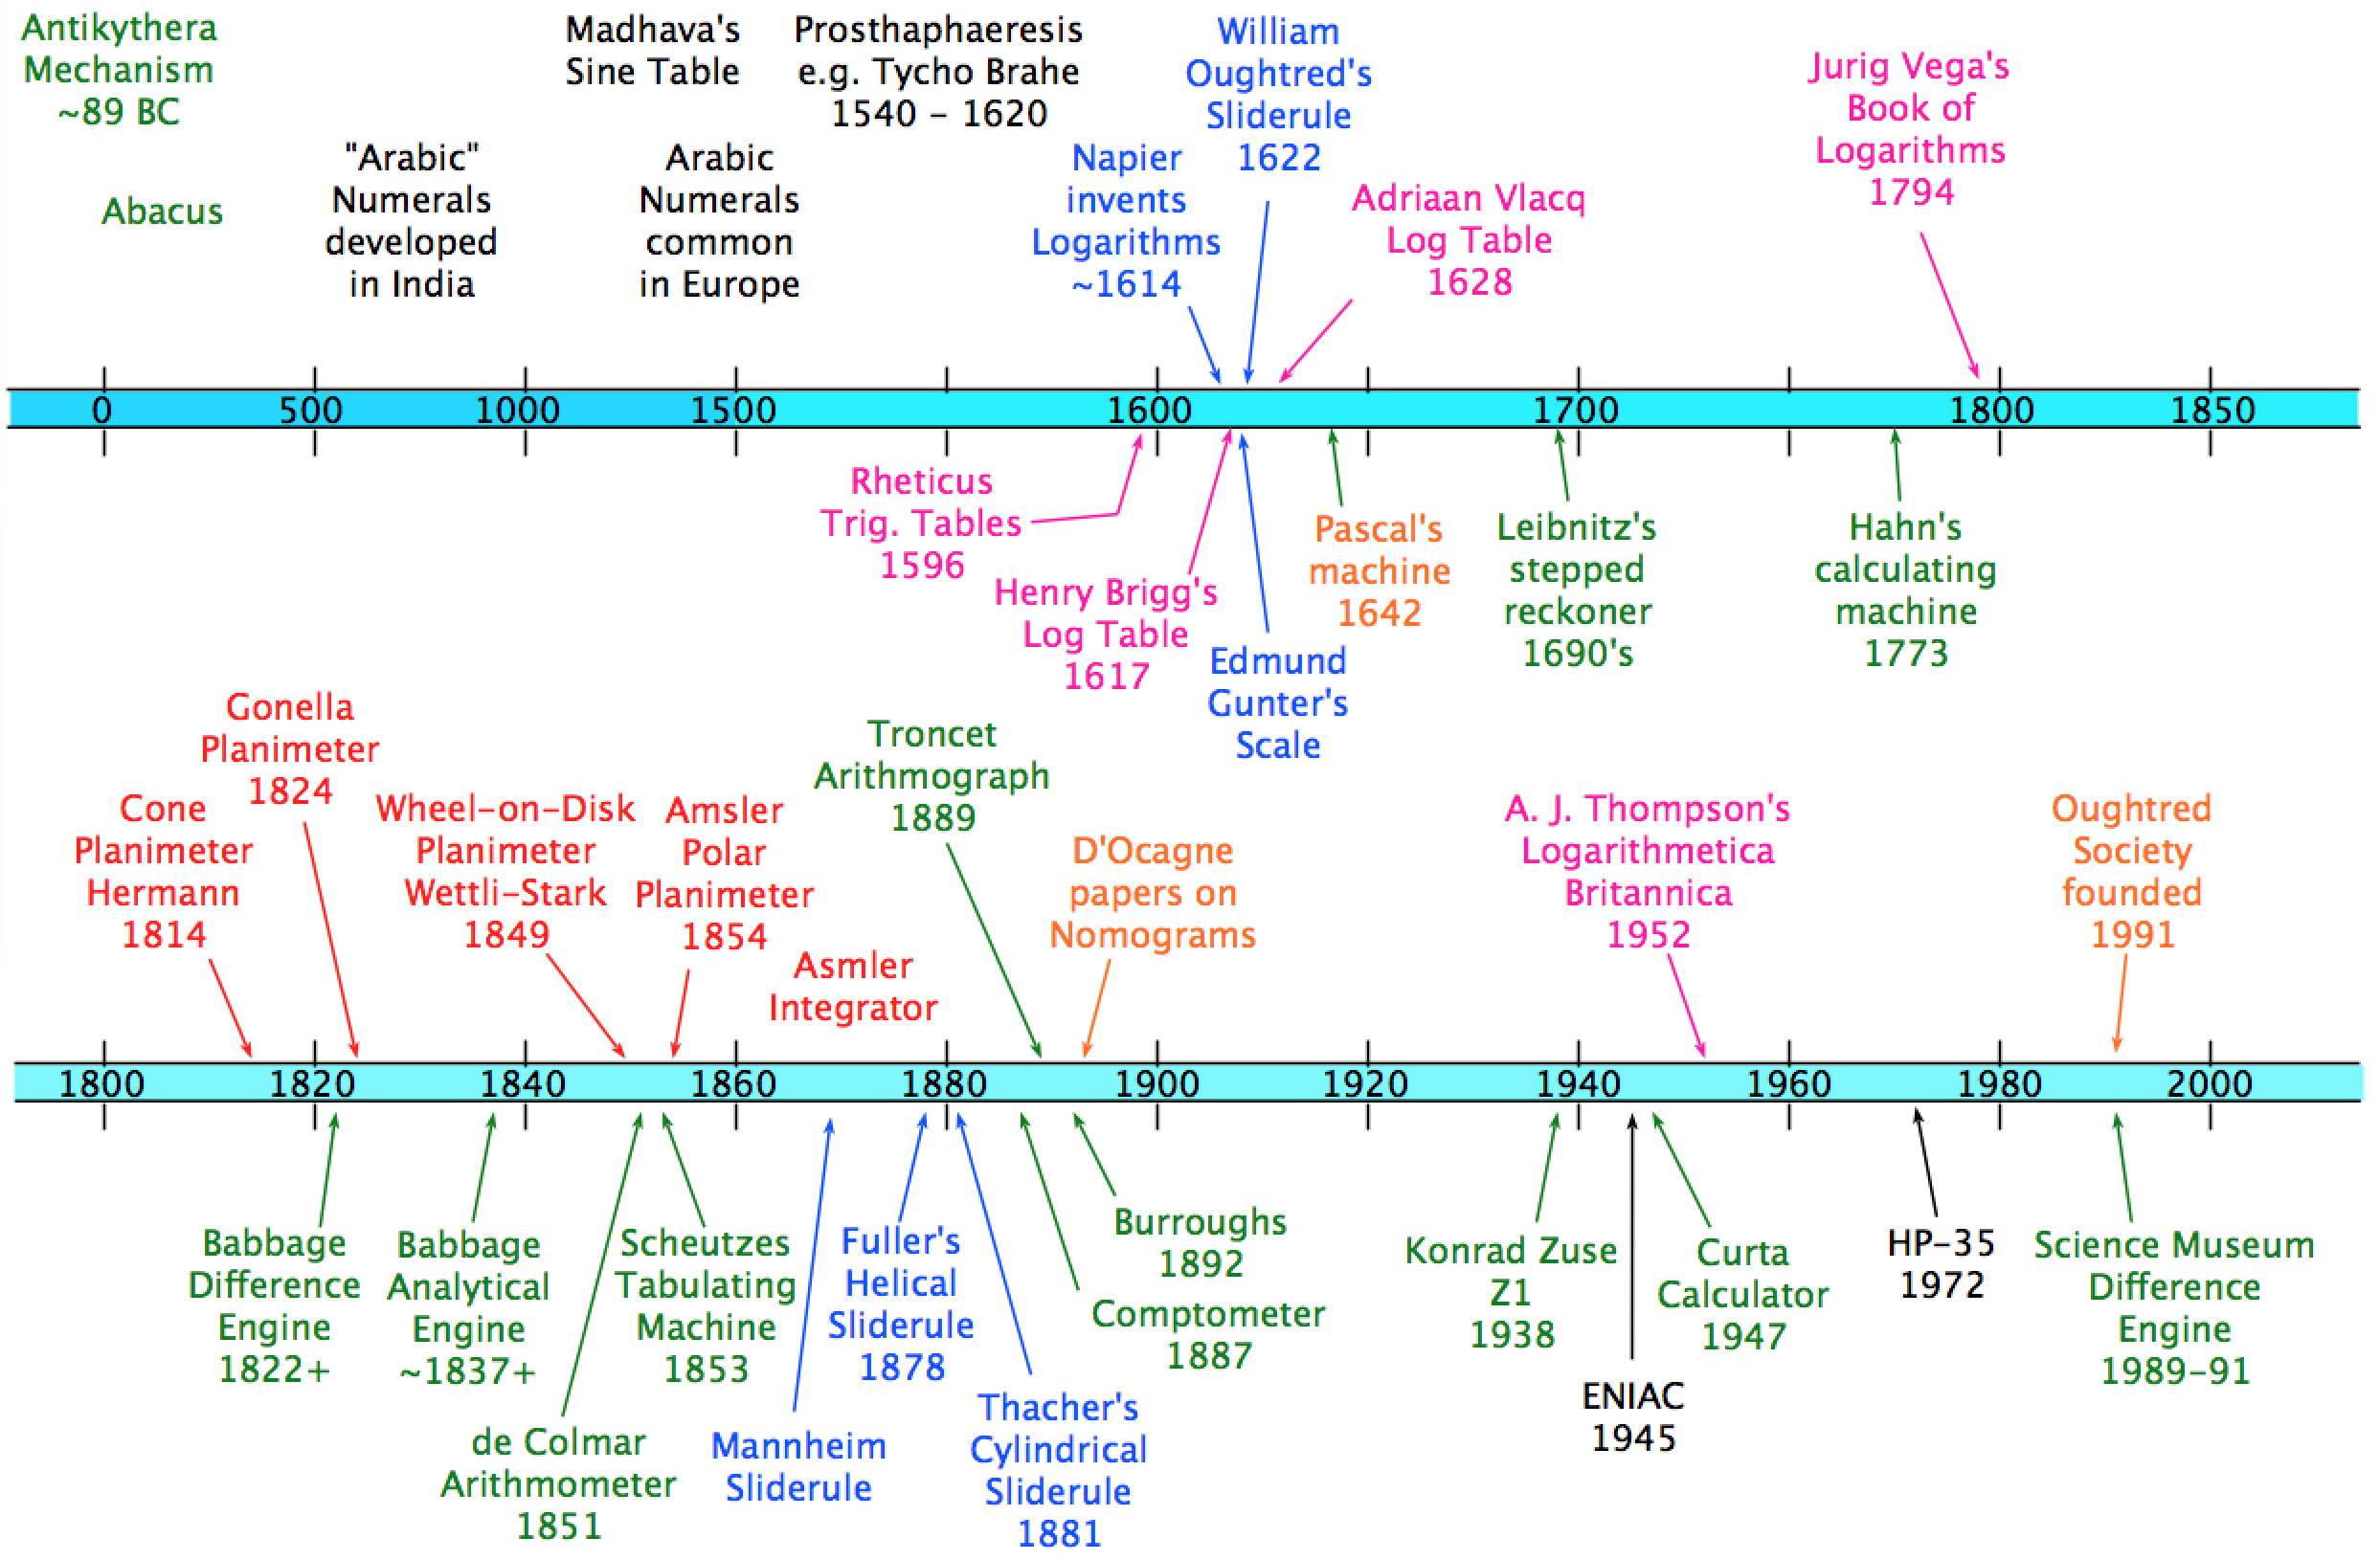 Antikythera
Mechanism
~89 BC
Abacus
"Arabic"
Numerals
developed
in India
Madhava's
Sine Table
Arabic
Numerals
common
in Europe
Prosthaphaeresis
e.g. Tycho Brahe
1540 – 1620
Napier
invents
Logarithms
~1614
William
Oughtred's
Sliderule
1622
Adriaan Vlacq
Log Table
1628
Jurig Vega's
Book of
Logarithms
1794
0 500 1000 1500 1600 1700 1800 1850
Rheticus
Trig. Tables
1596
Henry Brigg's
Log Table
1617
Edmund
Gunter's
Scale
Pascal's
machine
1642
Leibnitz's
stepped
reckoner
1690's
Hahn's
calculating
machine
1773
Cone
Planimeter
Hermann
1814
Gonella
Planimeter
1824
Wheel-on-Disk
Planimeter
Wettli-Stark
1849
Amsler
Polar
Planimeter
1854
Asmler
Integrator
Troncet
Arithmograph
1889
D'Ocagne
papers on
Nomograms
A. J. Thompson's
Logarithmetica
Britannica
1952
Oughtred
Society
founded
1991
1800 1820 1840 1860 1880 1900 1920 1940 1960 1980 2000
Babbage
Difference
Engine
1822+
Babbage
Analytical
Engine
~1837+
de Colmar
Arithmometer
1851
Scheutzes
Tabulating
Machine
1853
Mannheim
Sliderule
Fuller's
Helical
Sliderule
1878
Thacher's
Cylindrical
Sliderule
1881
Burroughs
1892
Comptometer
1887
Konrad Zuse
Z1
1938
ENIAC
1945
Curta
Calculator
1947
HP-35
1972
Science Museum
Difference
Engine
1989-91